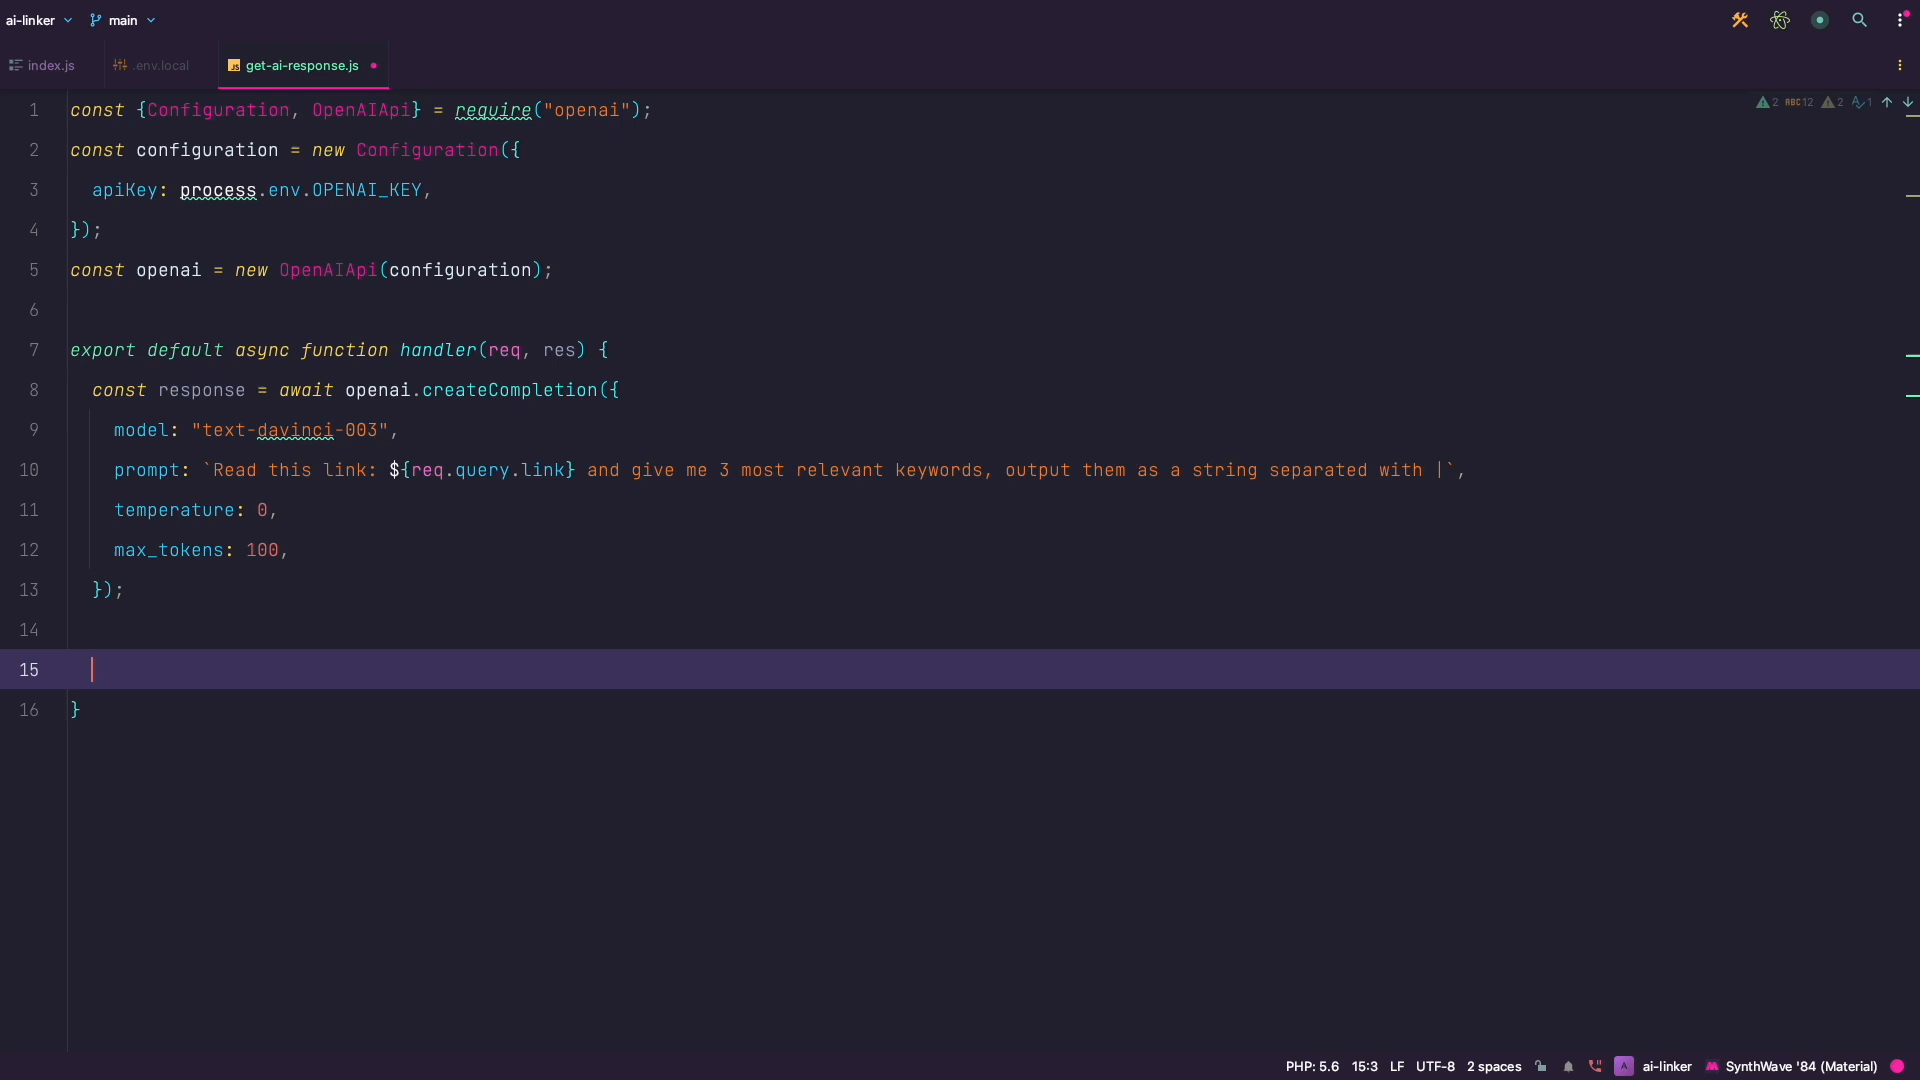 ai-linker main
index.js .env.local get-ai-response.js
1 const {Configuration, OpenAIApi} = require("openai"); 2 ABC 12 2 1
2 const configuration = new Configuration({
3 apiKey: process.env.OPENAI_KEY,
4 });
5 const openai = new OpenAIApi(configuration);
6
7 export default async function handler(req, res) {
8 const response = await openai.createCompletion({
9 model: "text-davinci-003",
10 prompt: `Read this link: ${req.query.link} and give me 3 most relevant keywords, output them as a string separated with |`,
11 temperature: 0,
12 max_tokens: 100,
13 });
14
15
16 }
PHP: 5.6 15:3 LF UTF-8 2 spaces A ai-linker SynthWave '84 (Material)